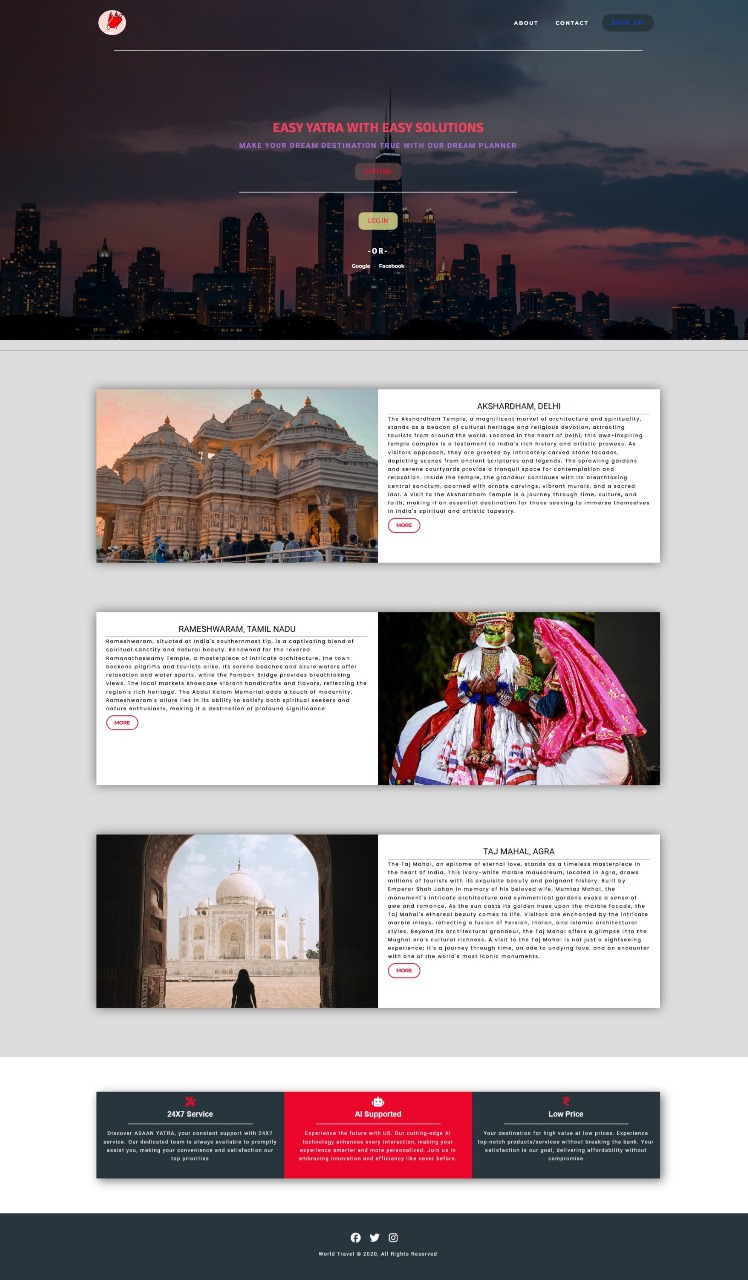 ABOUT
CONTACT
SIGN UP
EASY YATRA WITH EASY SOLUTIONS
MAKE YOUR DREAM DESTINATION TRUE WITH OUR DREAM PLANNER
EXPLORE
LOG IN
-OR-
Google Facebook
AKSHARDHAM, DELHI
The Akshardham Temple, a magnificent marvel of architecture and spirituality,
stands as a beacon of cultural heritage and religious devotion, attracting
tourists from around the world. Located in the heart of Delhi, this awe-inspiring
temple complex is a testament to India's rich history and artistic prowess. As
visitors approach, they are greeted by intricately carved stone facades,
depicting scenes from ancient scriptures and legends. The sprawling gardens
and serene courtyards provide a tranquil space for contemplation and
relaxation. Inside the temple, the grandeur continues with its breathtaking
central sanctum, adorned with ornate carvings, vibrant murals, and a sacred
idol. A visit to the Akshardham Temple is a journey through time, culture, and
faith, making it an essential destination for those seeking to immerse themselves
in India's spiritual and artistic tapestry.
MORE
RAMESHWARAM, TAMIL NADU
Rameshwaram, situated at India's southernmost tip, is a captivating blend of
spiritual sanctity and natural beauty. Renowned for the revered
Ramanathaswamy Temple, a masterpiece of intricate architecture, the town
beckons pilgrims and tourists alike. Its serene beaches and azure waters offer
relaxation and water sports, while the Pamban Bridge provides breathtaking
views. The local markets showcase vibrant handicrafts and flavors, reflecting the
region's rich heritage. The Abdul Kalam Memorial adds a touch of modernity.
Rameshwaram's allure lies in its ability to satisfy both spiritual seekers and
nature enthusiasts, making it a destination of profound significance.
MORE
TAJ MAHAL, AGRA
The Taj Mahal, an epitome of eternal love, stands as a timeless masterpiece in
the heart of India. This ivory-white marble mausoleum, located in Agra, draws
millions of tourists with its exquisite beauty and poignant history. Built by
Emperor Shah Jahan in memory of his beloved wife, Mumtaz Mahal, the
monument's intricate architecture and symmetrical gardens evoke a sense of
awe and romance. As the sun casts its golden hues upon the marble facade, the
Taj Mahal's ethereal beauty comes to life. Visitors are enchanted by the intricate
marble inlays, reflecting a fusion of Persian, Indian, and Islamic architectural
styles. Beyond its architectural grandeur, the Taj Mahal offers a glimpse into the
Mughal era's cultural richness. A visit to the Taj Mahal is not just a sightseeing
experience; it's a journey through time, an ode to undying love, and an encounter
with one of the world's most iconic monuments.
MORE
24X7 Service
Discover ASAAN YATRA, your constant support with 24X7
service. Our dedicated team is always available to promptly
assist you, making your convenience and satisfaction our
top priorities
AI Supported
Experience the future with US. Our cutting-edge AI
technology enhances every interaction, making your
experience smarter and more personalized. Join us in
embracing innovation and efficiency like never before.
Low Price
Your destination for high value at low prices. Experience
top-notch products/services without breaking the bank. Your
satisfaction is our goal, delivering affordability without
compromise
World Travel © 2020, All Rights Reserved